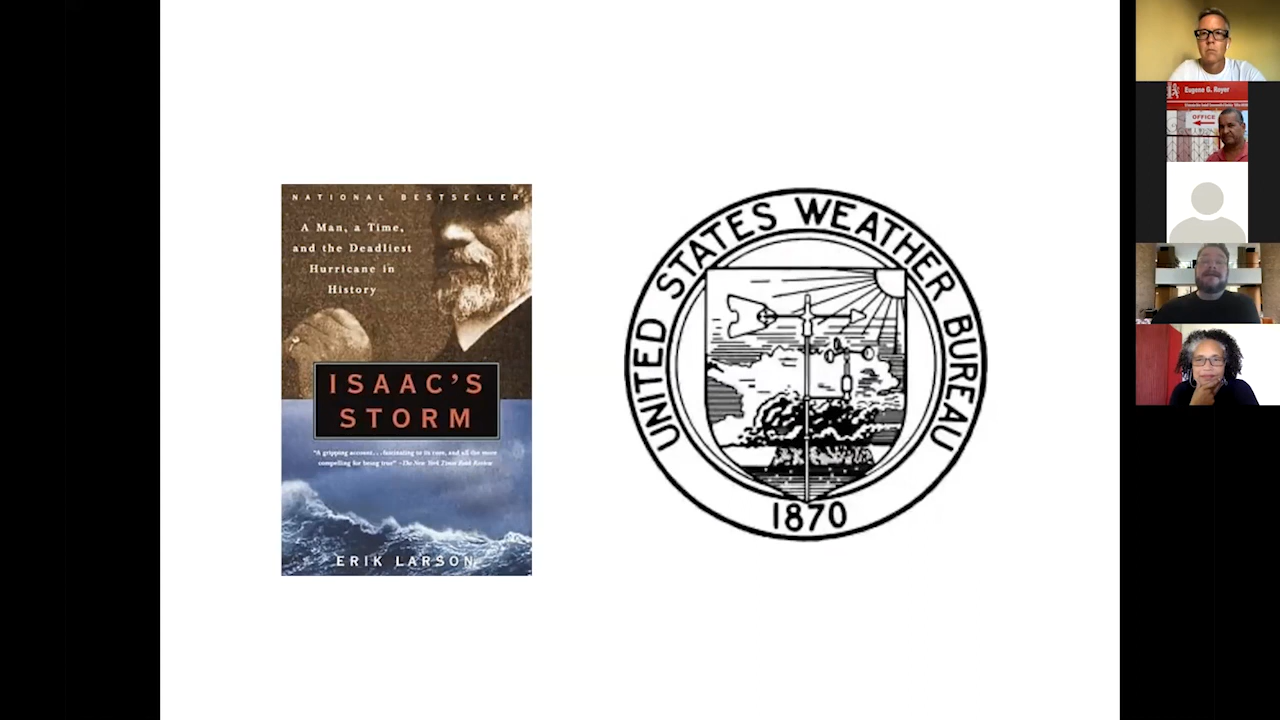 NATIONAL BESTSELLER
A Man, a Time,
and the Deadliest
Hurricane in
History
ISAAC'S
STORM
"A gripping account...fascinating to its core, and all the more
compelling for being true" –The New York Times Book Review
ERIK LARSON
UNITED STATES WEATHER BUREAU
1870
Eugene G. Royer
OFFICE